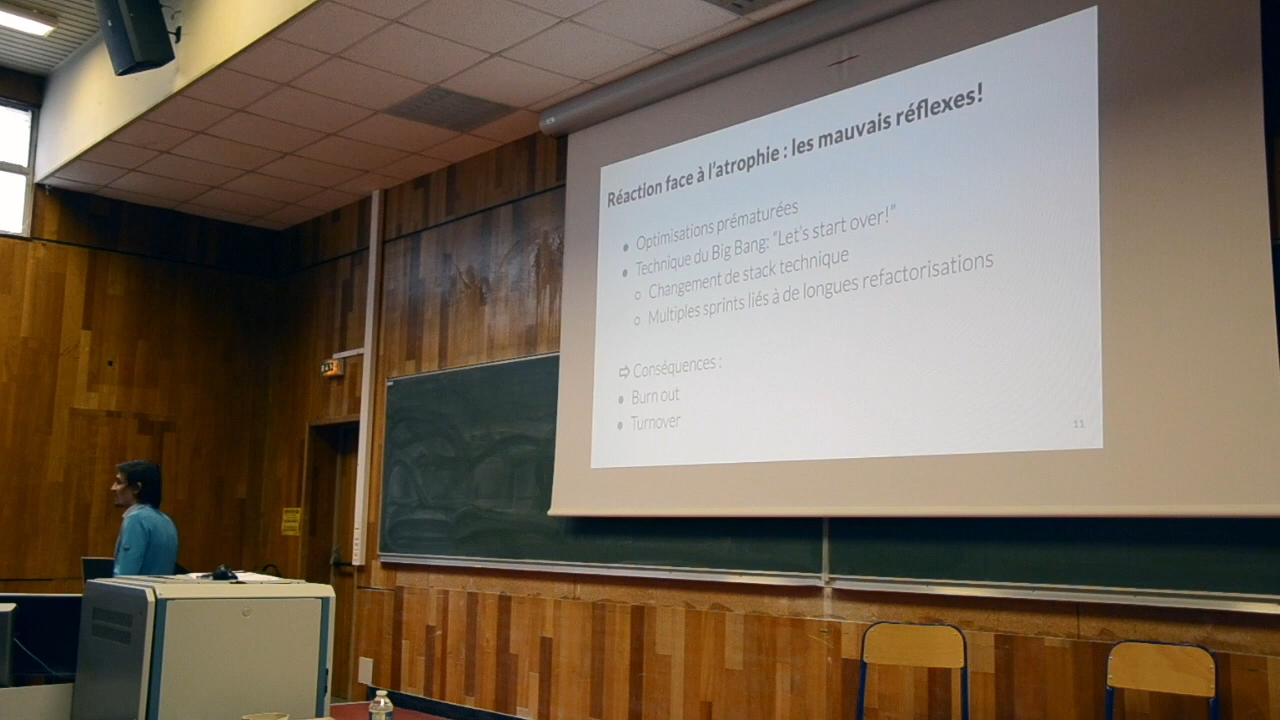 Réaction face à l'atrophie : les mauvais réflexes!
● Optimisations prématurées
● Technique du Big Bang: “Let's start over!”
○ Changement de stack technique
○ Multiples sprints liés à de longues refactorisations
⇨ Conséquences :
● Burn out
● Turnover
11